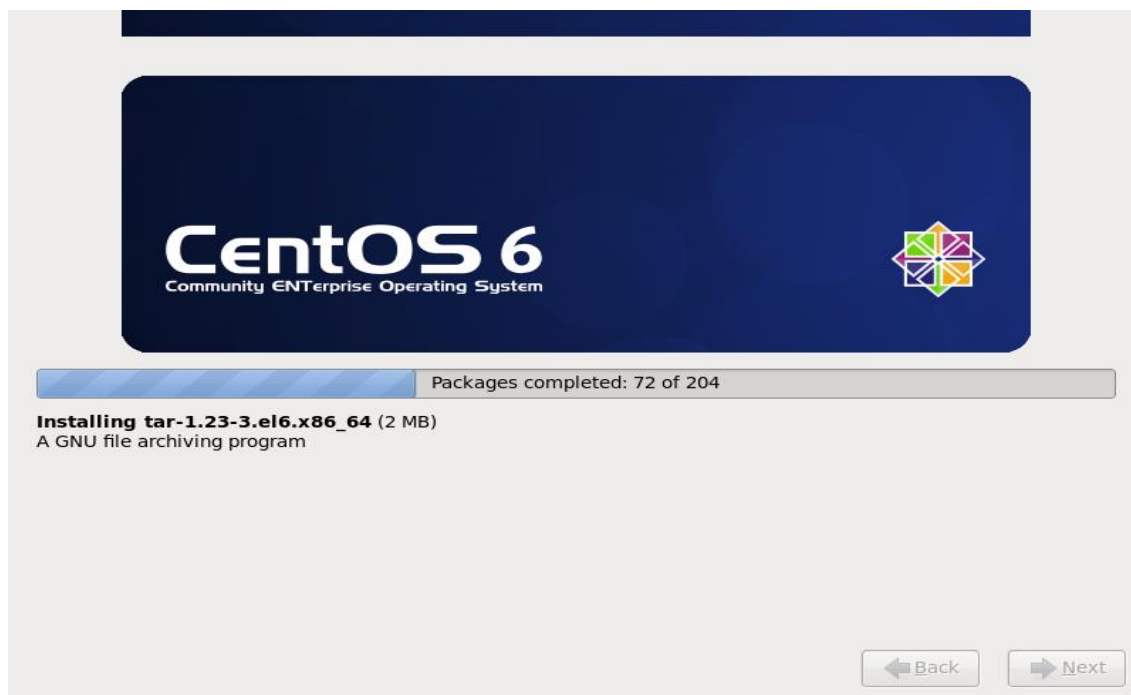 CentOS 6
Community ENTerprise Operating System
Packages completed: 72 of 204
Installing tar-1.23-3.el6.x86_64 (2 MB)
A GNU file archiving program
Back
Next